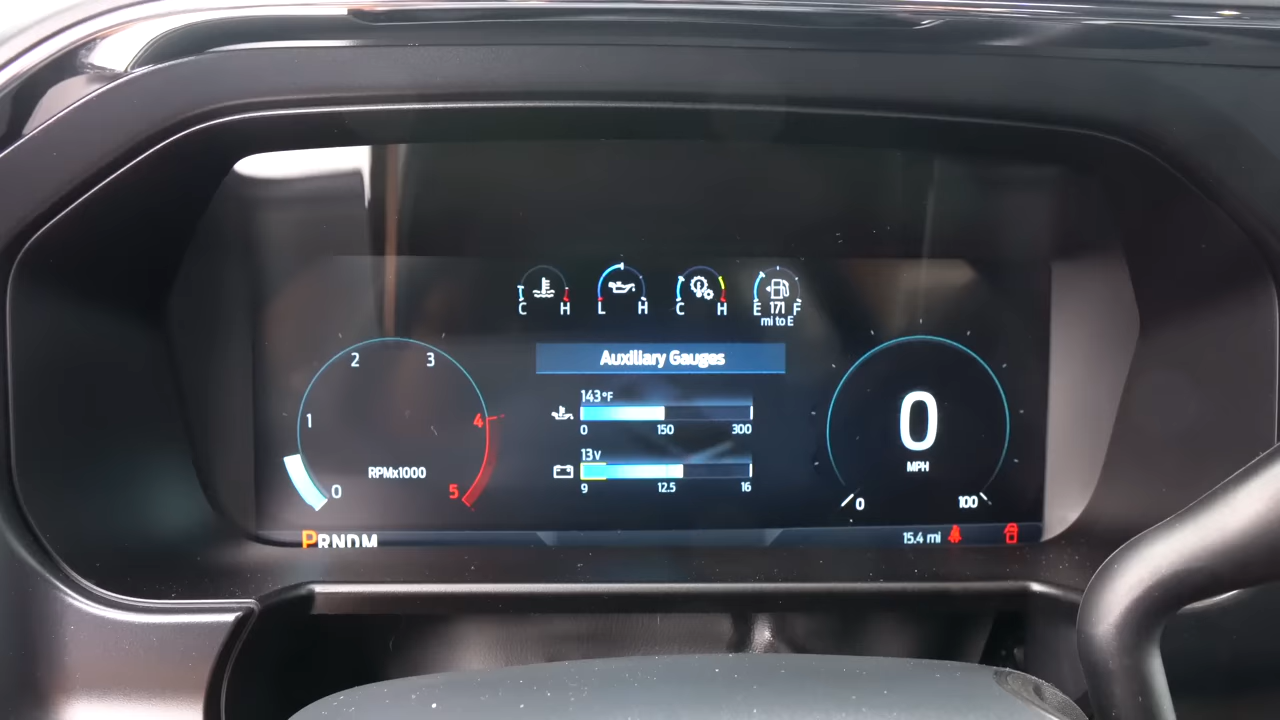 C H L H C H E 171 F
mi to E
Auxiliary Gauges
143°F
0 150 300
13 V
9 12.5 16
0 1 2 3 4 5
RPMx1000
0
MPH
0 100
PRNDM
15.4 mi